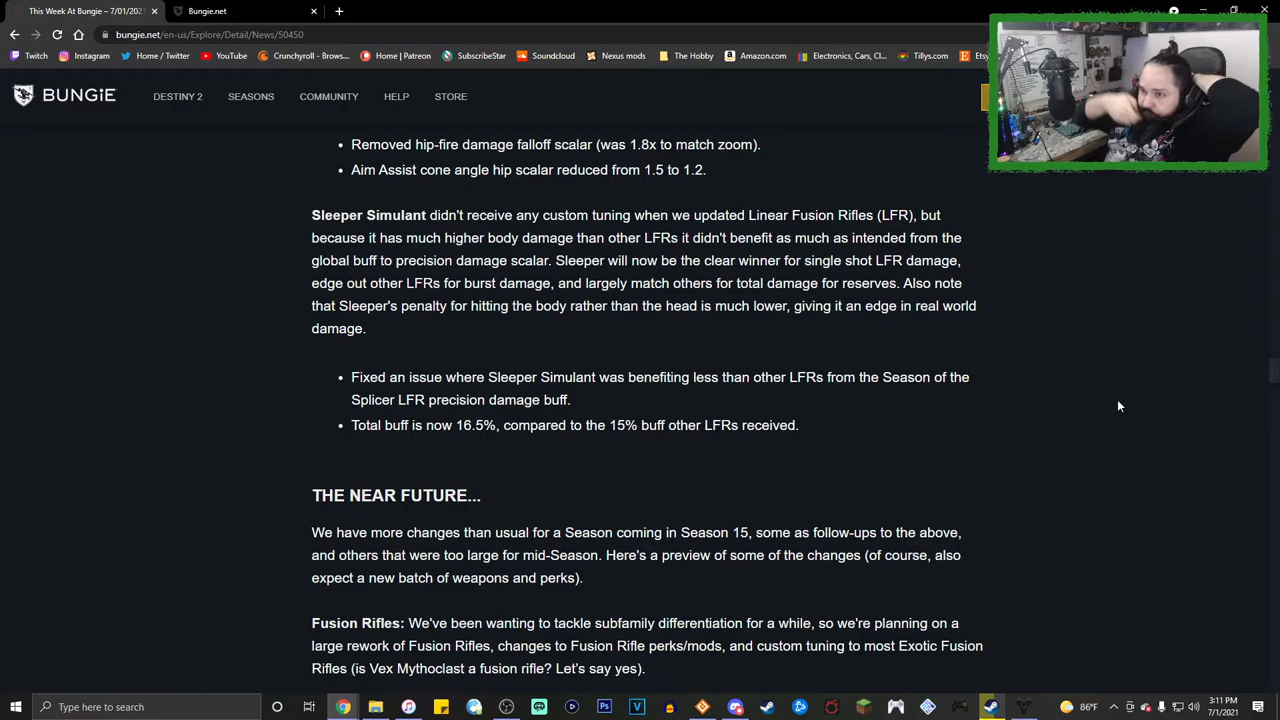 This Week At Bungie – 7/01/202
Bungie.net
bungie.net/en-us/Explore/Detail/News/50450
Twitch
Instagram
Home / Twitter
YouTube
Crunchyroll - Brows...
Home | Patreon
SubscribeStar
Soundcloud
Nexus mods
The Hobby
Amazon.com
Electronics, Cars, Cl...
Tillys.com
Ets
BUNGiE
DESTINY 2
SEASONS
COMMUNITY
HELP
STORE
• Removed hip-fire damage falloff scalar (was 1.8x to match zoom).
• Aim Assist cone angle hip scalar reduced from 1.5 to 1.2.
Sleeper Simulant didn't receive any custom tuning when we updated Linear Fusion Rifles (LFR), but
because it has much higher body damage than other LFRs it didn't benefit as much as intended from the
global buff to precision damage scalar. Sleeper will now be the clear winner for single shot LFR damage,
edge out other LFRs for burst damage, and largely match others for total damage for reserves. Also note
that Sleeper's penalty for hitting the body rather than the head is much lower, giving it an edge in real world
damage.
• Fixed an issue where Sleeper Simulant was benefiting less than other LFRs from the Season of the
Splicer LFR precision damage buff.
• Total buff is now 16.5%, compared to the 15% buff other LFRs received.
THE NEAR FUTURE...
We have more changes than usual for a Season coming in Season 15, some as follow-ups to the above,
and others that were too large for mid-Season. Here's a preview of some of the changes (of course, also
expect a new batch of weapons and perks).
Fusion Rifles: We've been wanting to tackle subfamily differentiation for a while, so we're planning on a
large rework of Fusion Rifles, changes to Fusion Rifle perks/mods, and custom tuning to most Exotic Fusion
Rifles (is Vex Mythoclast a fusion rifle? Let's say yes).
Type here to search
86°F
3:11 PM
7/1/2021